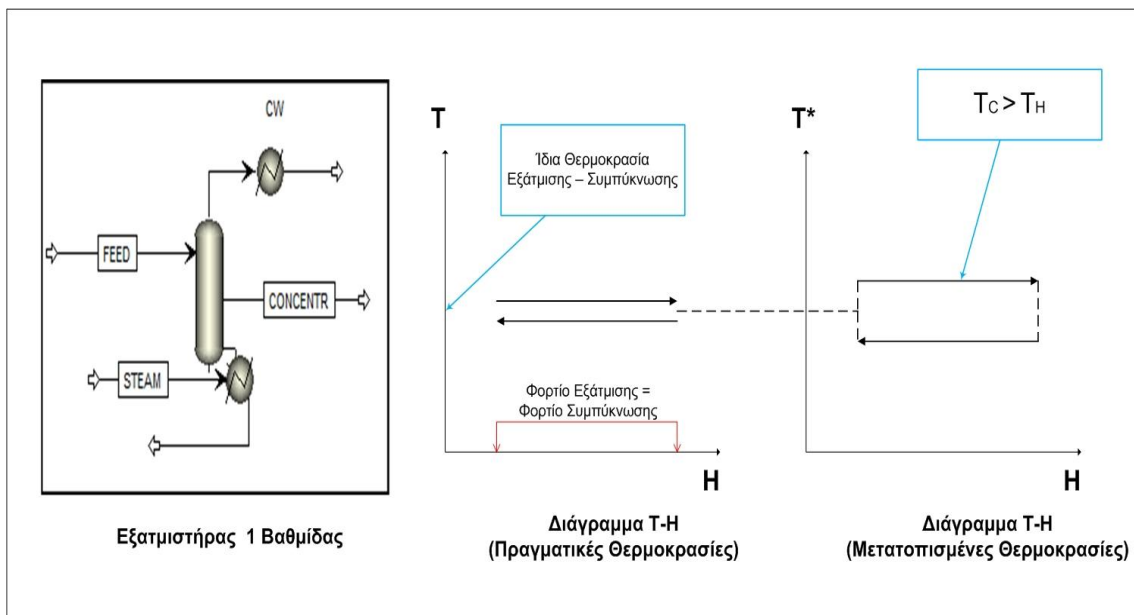 CW
FEED
CONCENTR
STEAM
Εξατμιστήρας 1 Βαθμίδας
T
Ίδια Θερμοκρασία
Εξάτμισης – Συμπύκνωσης
Φορτίο Εξάτμισης =
Φορτίο Συμπύκνωσης
H
Διάγραμμα T-H
(Πραγματικές Θερμοκρασίες)
T*
TC > TH
H
Διάγραμμα T-H
(Μετατοπισμένες Θερμοκρασίες)